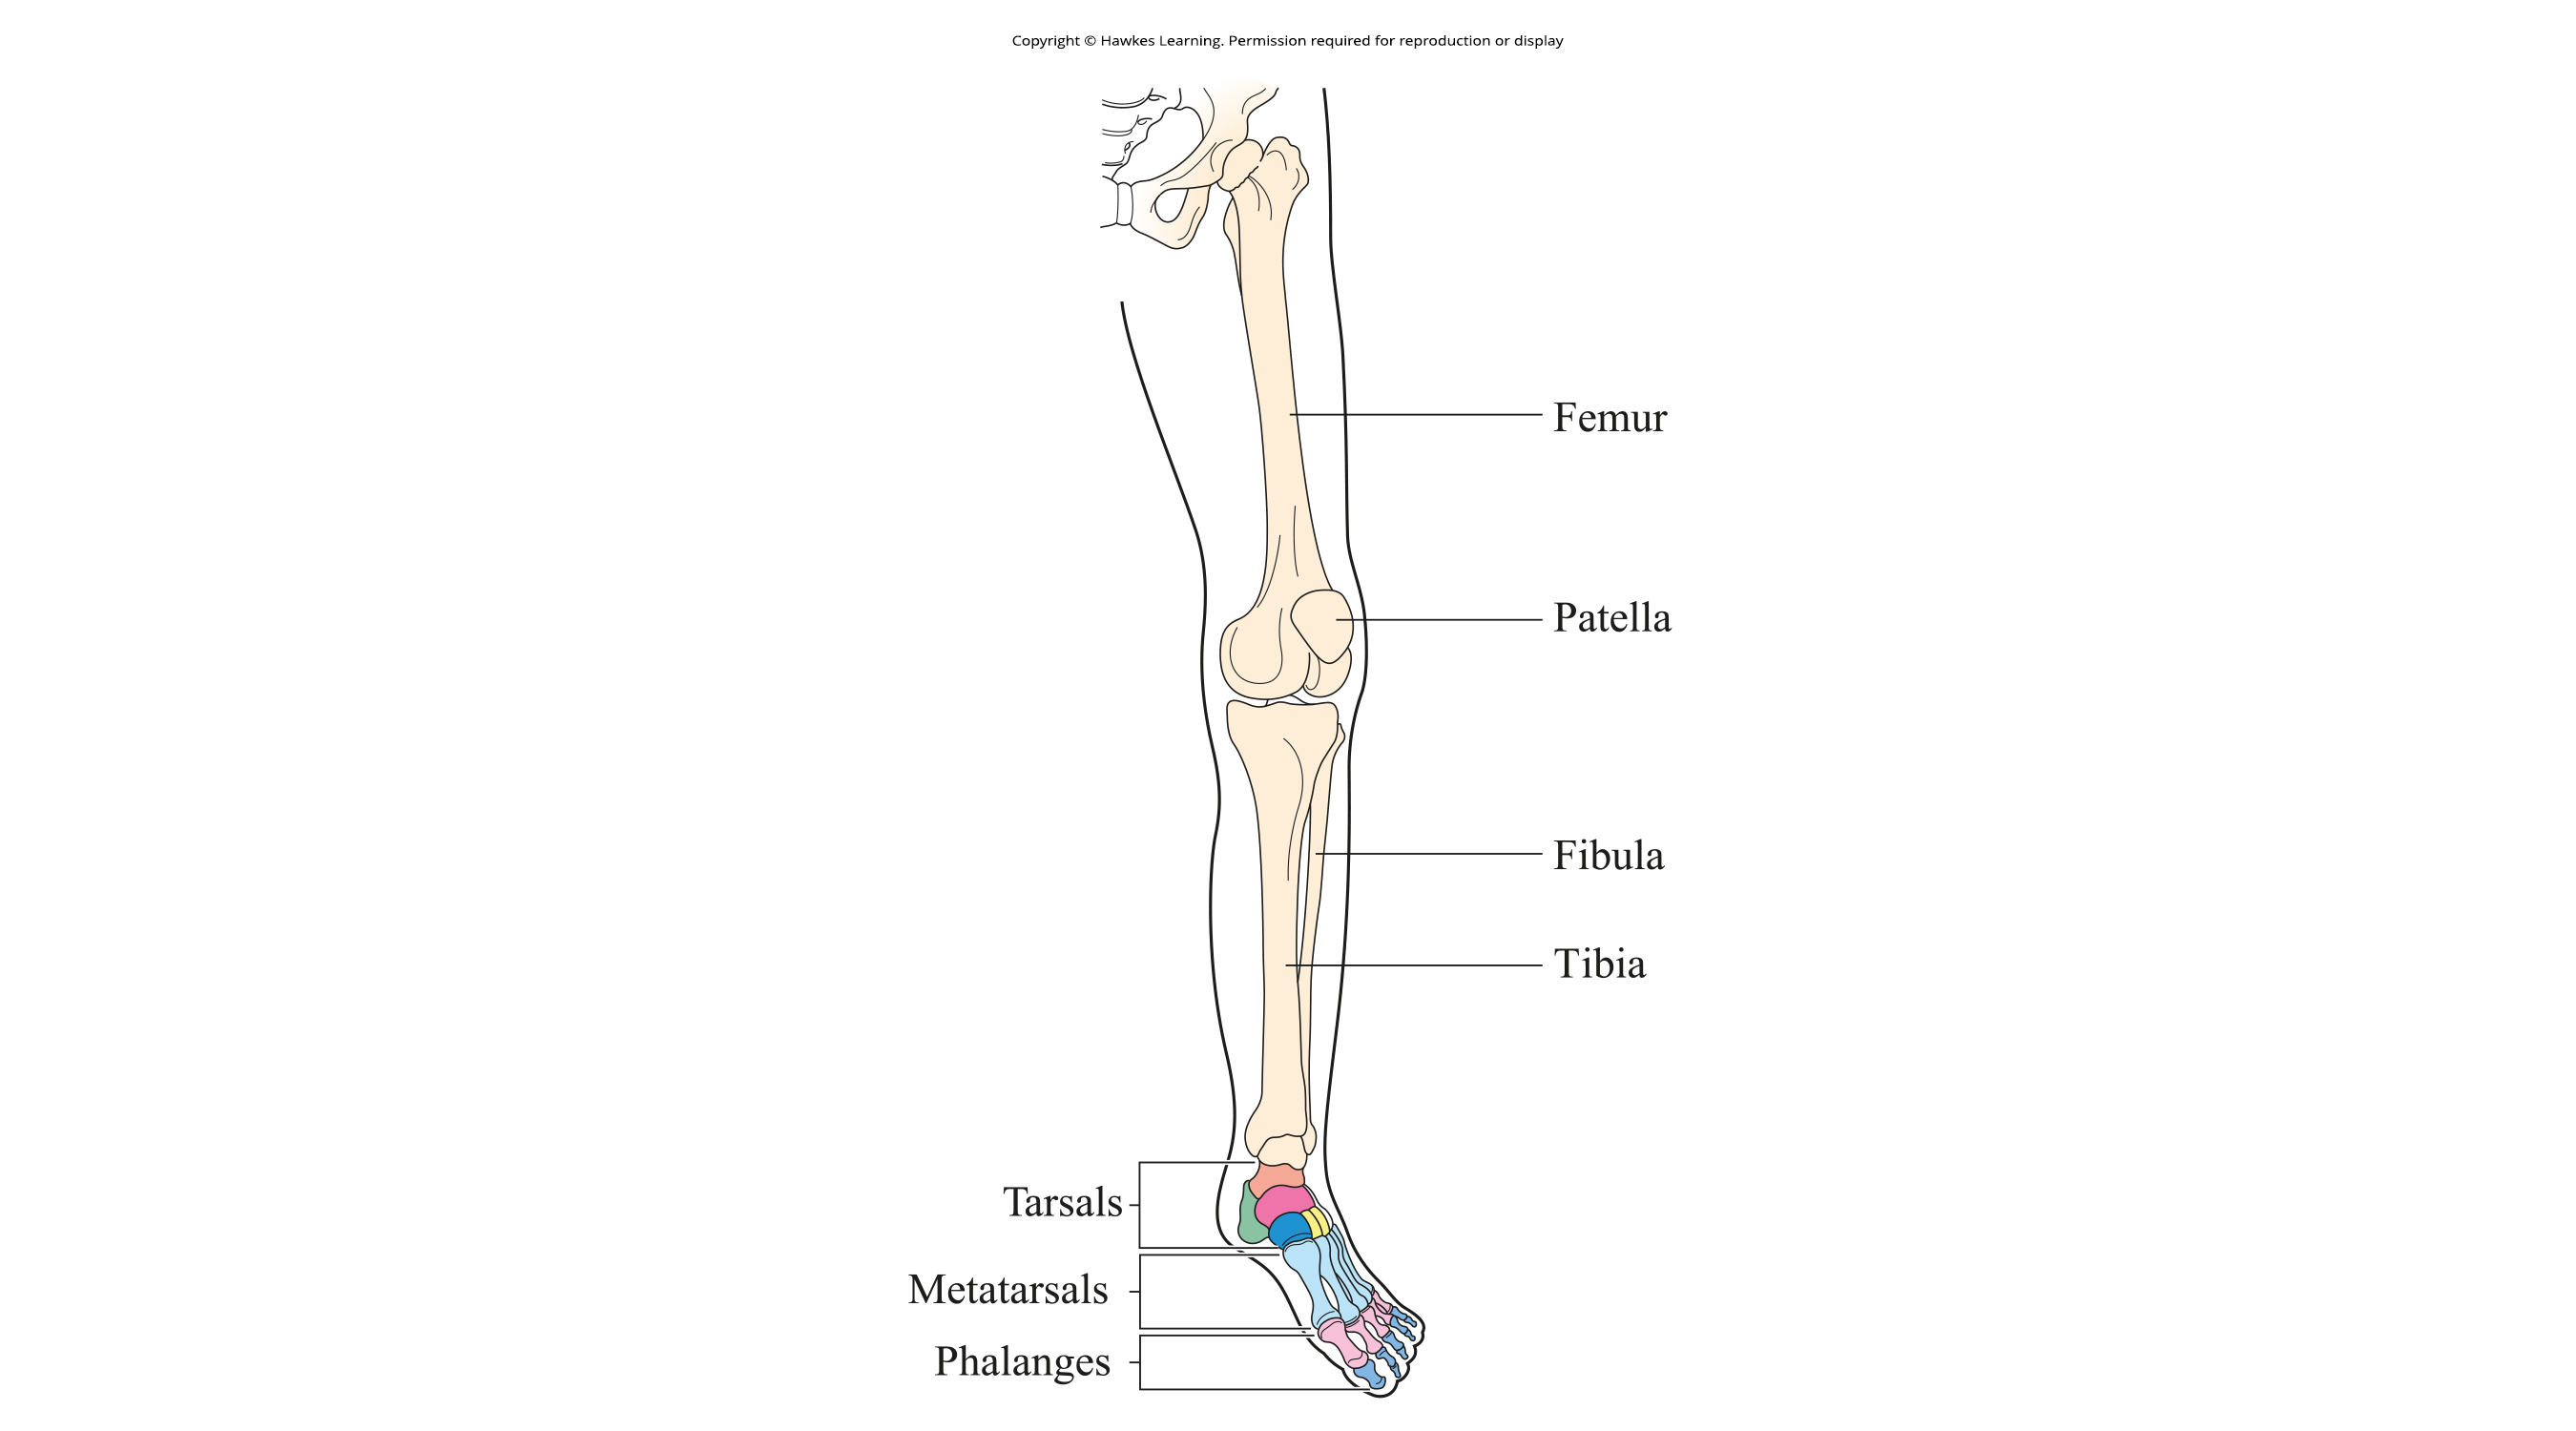 Copyright © Hawkes Learning. Permission required for reproduction or display
Femur
Patella
Fibula
Tibia
Tarsals
Metatarsals
Phalanges